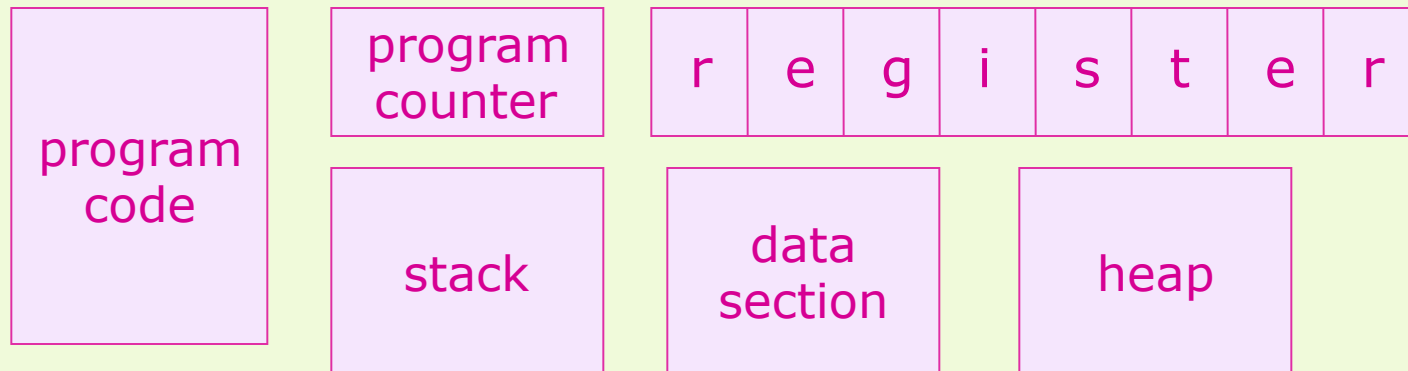 program
code
program
counter
r e g i s t e r
stack
data
section
heap